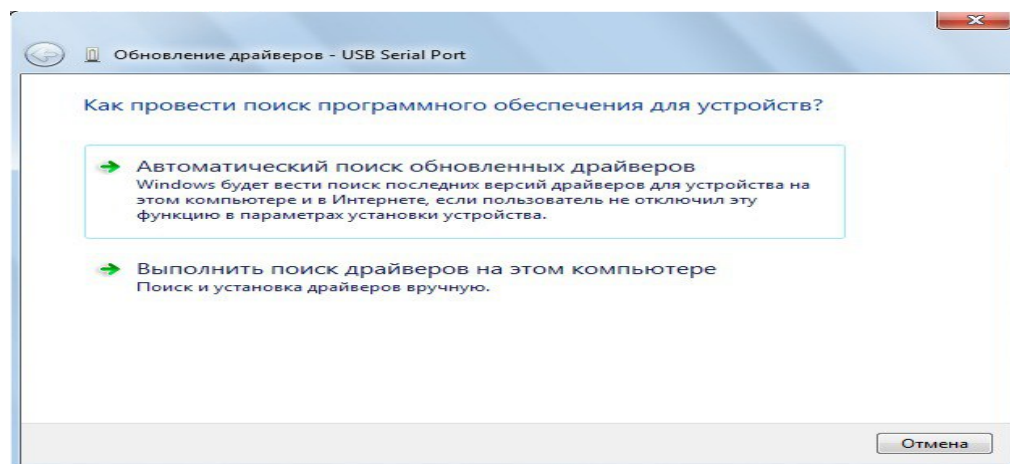 Обновление драйверов - USB Serial Port
Как провести поиск программного обеспечения для устройств?
Автоматический поиск обновленных драйверов
Windows будет вести поиск последних версий драйверов для устройства на
этом компьютере и в Интернете, если пользователь не отключил эту
функцию в параметрах установки устройства.
Выполнить поиск драйверов на этом компьютере
Поиск и установка драйверов вручную.
Отмена